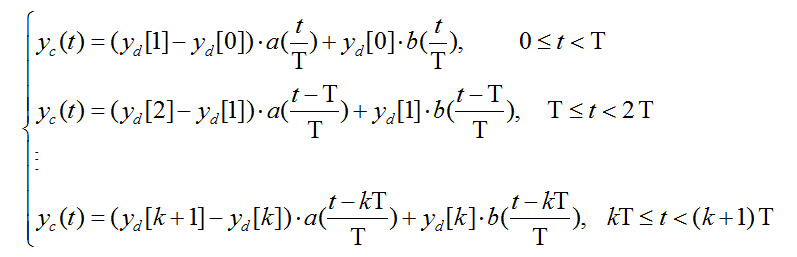 y_c(t) = (y_d[1] − y_d[0])·a(t/T) + y_d[0]·b(t/T), 0 ≤ t < T
y_c(t) = (y_d[2] − y_d[1])·a((t−T)/T) + y_d[1]·b((t−T)/T), T ≤ t < 2T
⋮
y_c(t) = (y_d[k+1] − y_d[k])·a((t−kT)/T) + y_d[k]·b((t−kT)/T), kT ≤ t < (k+1)T